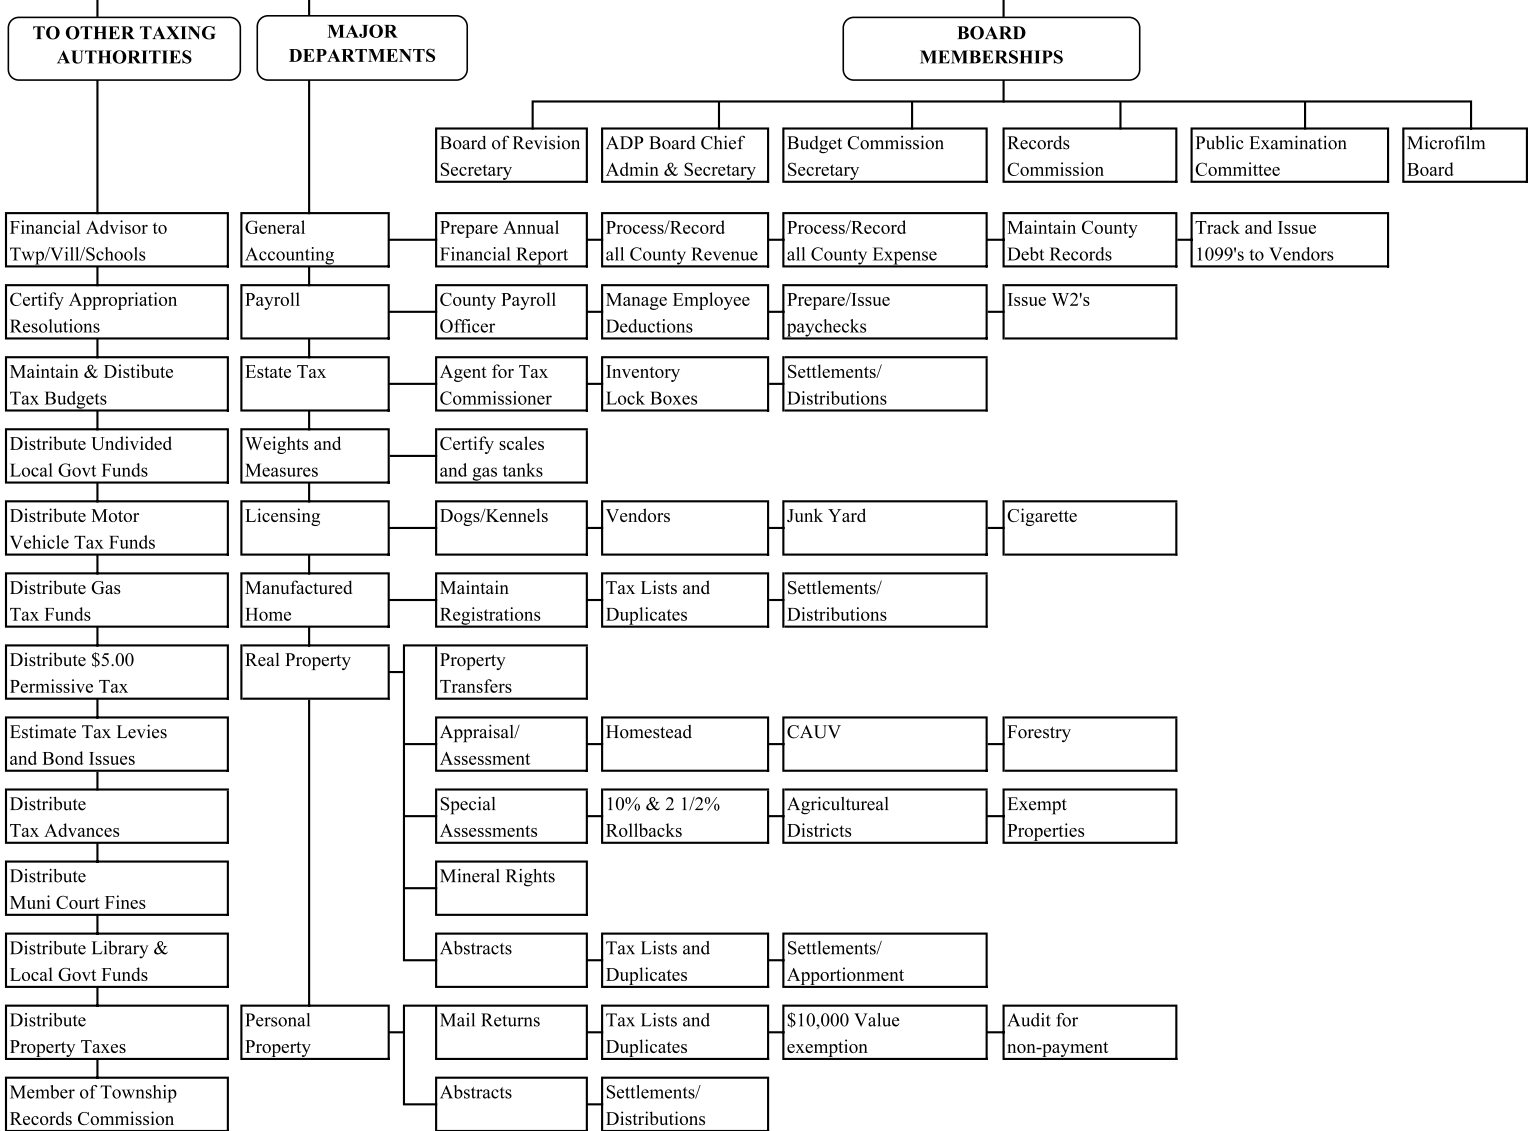 TO OTHER TAXING
AUTHORITIES
MAJOR
DEPARTMENTS
BOARD
MEMBERSHIPS
Board of Revision
Secretary
ADP Board Chief
Admin & Secretary
Budget Commission
Secretary
Records
Commission
Public Examination
Committee
Microfilm
Board
Financial Advisor to
Twp/Vill/Schools
General
Accounting
Prepare Annual
Financial Report
Process/Record
all County Revenue
Process/Record
all County Expense
Maintain County
Debt Records
Track and Issue
1099's to Vendors
Certify Appropriation
Resolutions
Payroll
County Payroll
Officer
Manage Employee
Deductions
Prepare/Issue
paychecks
Issue W2's
Maintain & Distibute
Tax Budgets
Estate Tax
Agent for Tax
Commissioner
Inventory
Lock Boxes
Settlements/
Distributions
Distribute Undivided
Local Govt Funds
Weights and
Measures
Certify scales
and gas tanks
Distribute Motor
Vehicle Tax Funds
Licensing
Dogs/Kennels
Vendors
Junk Yard
Cigarette
Distribute Gas
Tax Funds
Manufactured
Home
Maintain
Registrations
Tax Lists and
Duplicates
Settlements/
Distributions
Distribute $5.00
Permissive Tax
Real Property
Property
Transfers
Estimate Tax Levies
and Bond Issues
Appraisal/
Assessment
Homestead
CAUV
Forestry
Distribute
Tax Advances
Special
Assessments
10% & 2 1/2%
Rollbacks
Agricultureal
Districts
Exempt
Properties
Distribute
Muni Court Fines
Mineral Rights
Distribute Library &
Local Govt Funds
Abstracts
Tax Lists and
Duplicates
Settlements/
Apportionment
Distribute
Property Taxes
Personal
Property
Mail Returns
Tax Lists and
Duplicates
$10,000 Value
exemption
Audit for
non-payment
Member of Township
Records Commission
Abstracts
Settlements/
Distributions